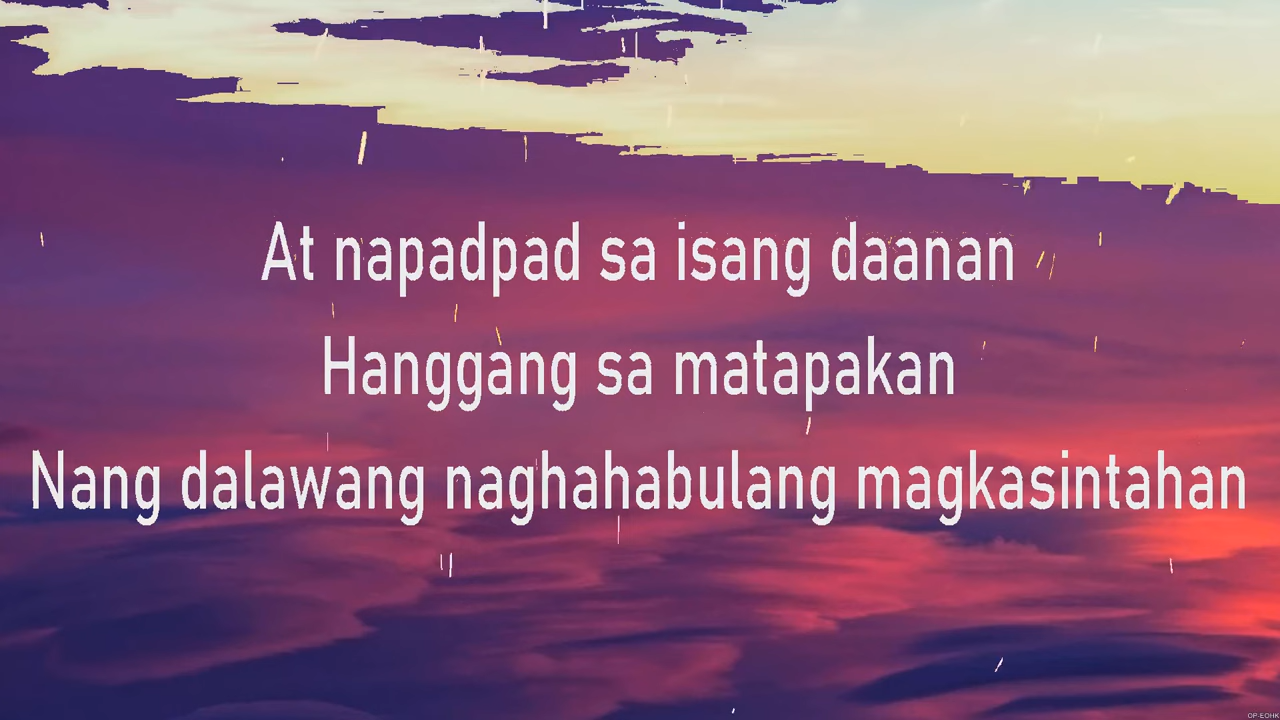 At napadpad sa isang daanan
Hanggang sa matapakan
Nang dalawang naghahabulang magkasintahan